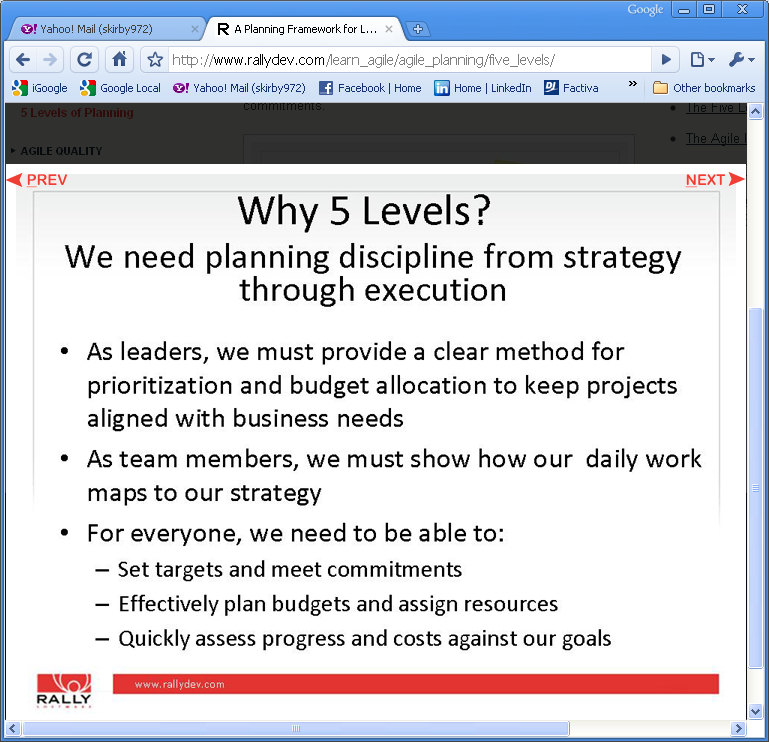 Google
Yahoo! Mail (skirby972)
A Planning Framework for L...
http://www.rallydev.com/learn_agile/agile_planning/five_levels/
iGoogle
Google Local
Yahoo! Mail (skirby972)
Facebook | Home
Home | LinkedIn
Factiva
»
Other bookmarks
5 Levels of Planning
commitments.
The Five L
The Agile
AGILE QUALITY
PREV
NEXT
Why 5 Levels?
We need planning discipline from strategy
through execution
• As leaders, we must provide a clear method for
prioritization and budget allocation to keep projects
aligned with business needs
• As team members, we must show how our  daily work
maps to our strategy
• For everyone, we need to be able to:
– Set targets and meet commitments
– Effectively plan budgets and assign resources
– Quickly assess progress and costs against our goals
RALLY
SOFTWARE
www.rallydev.com